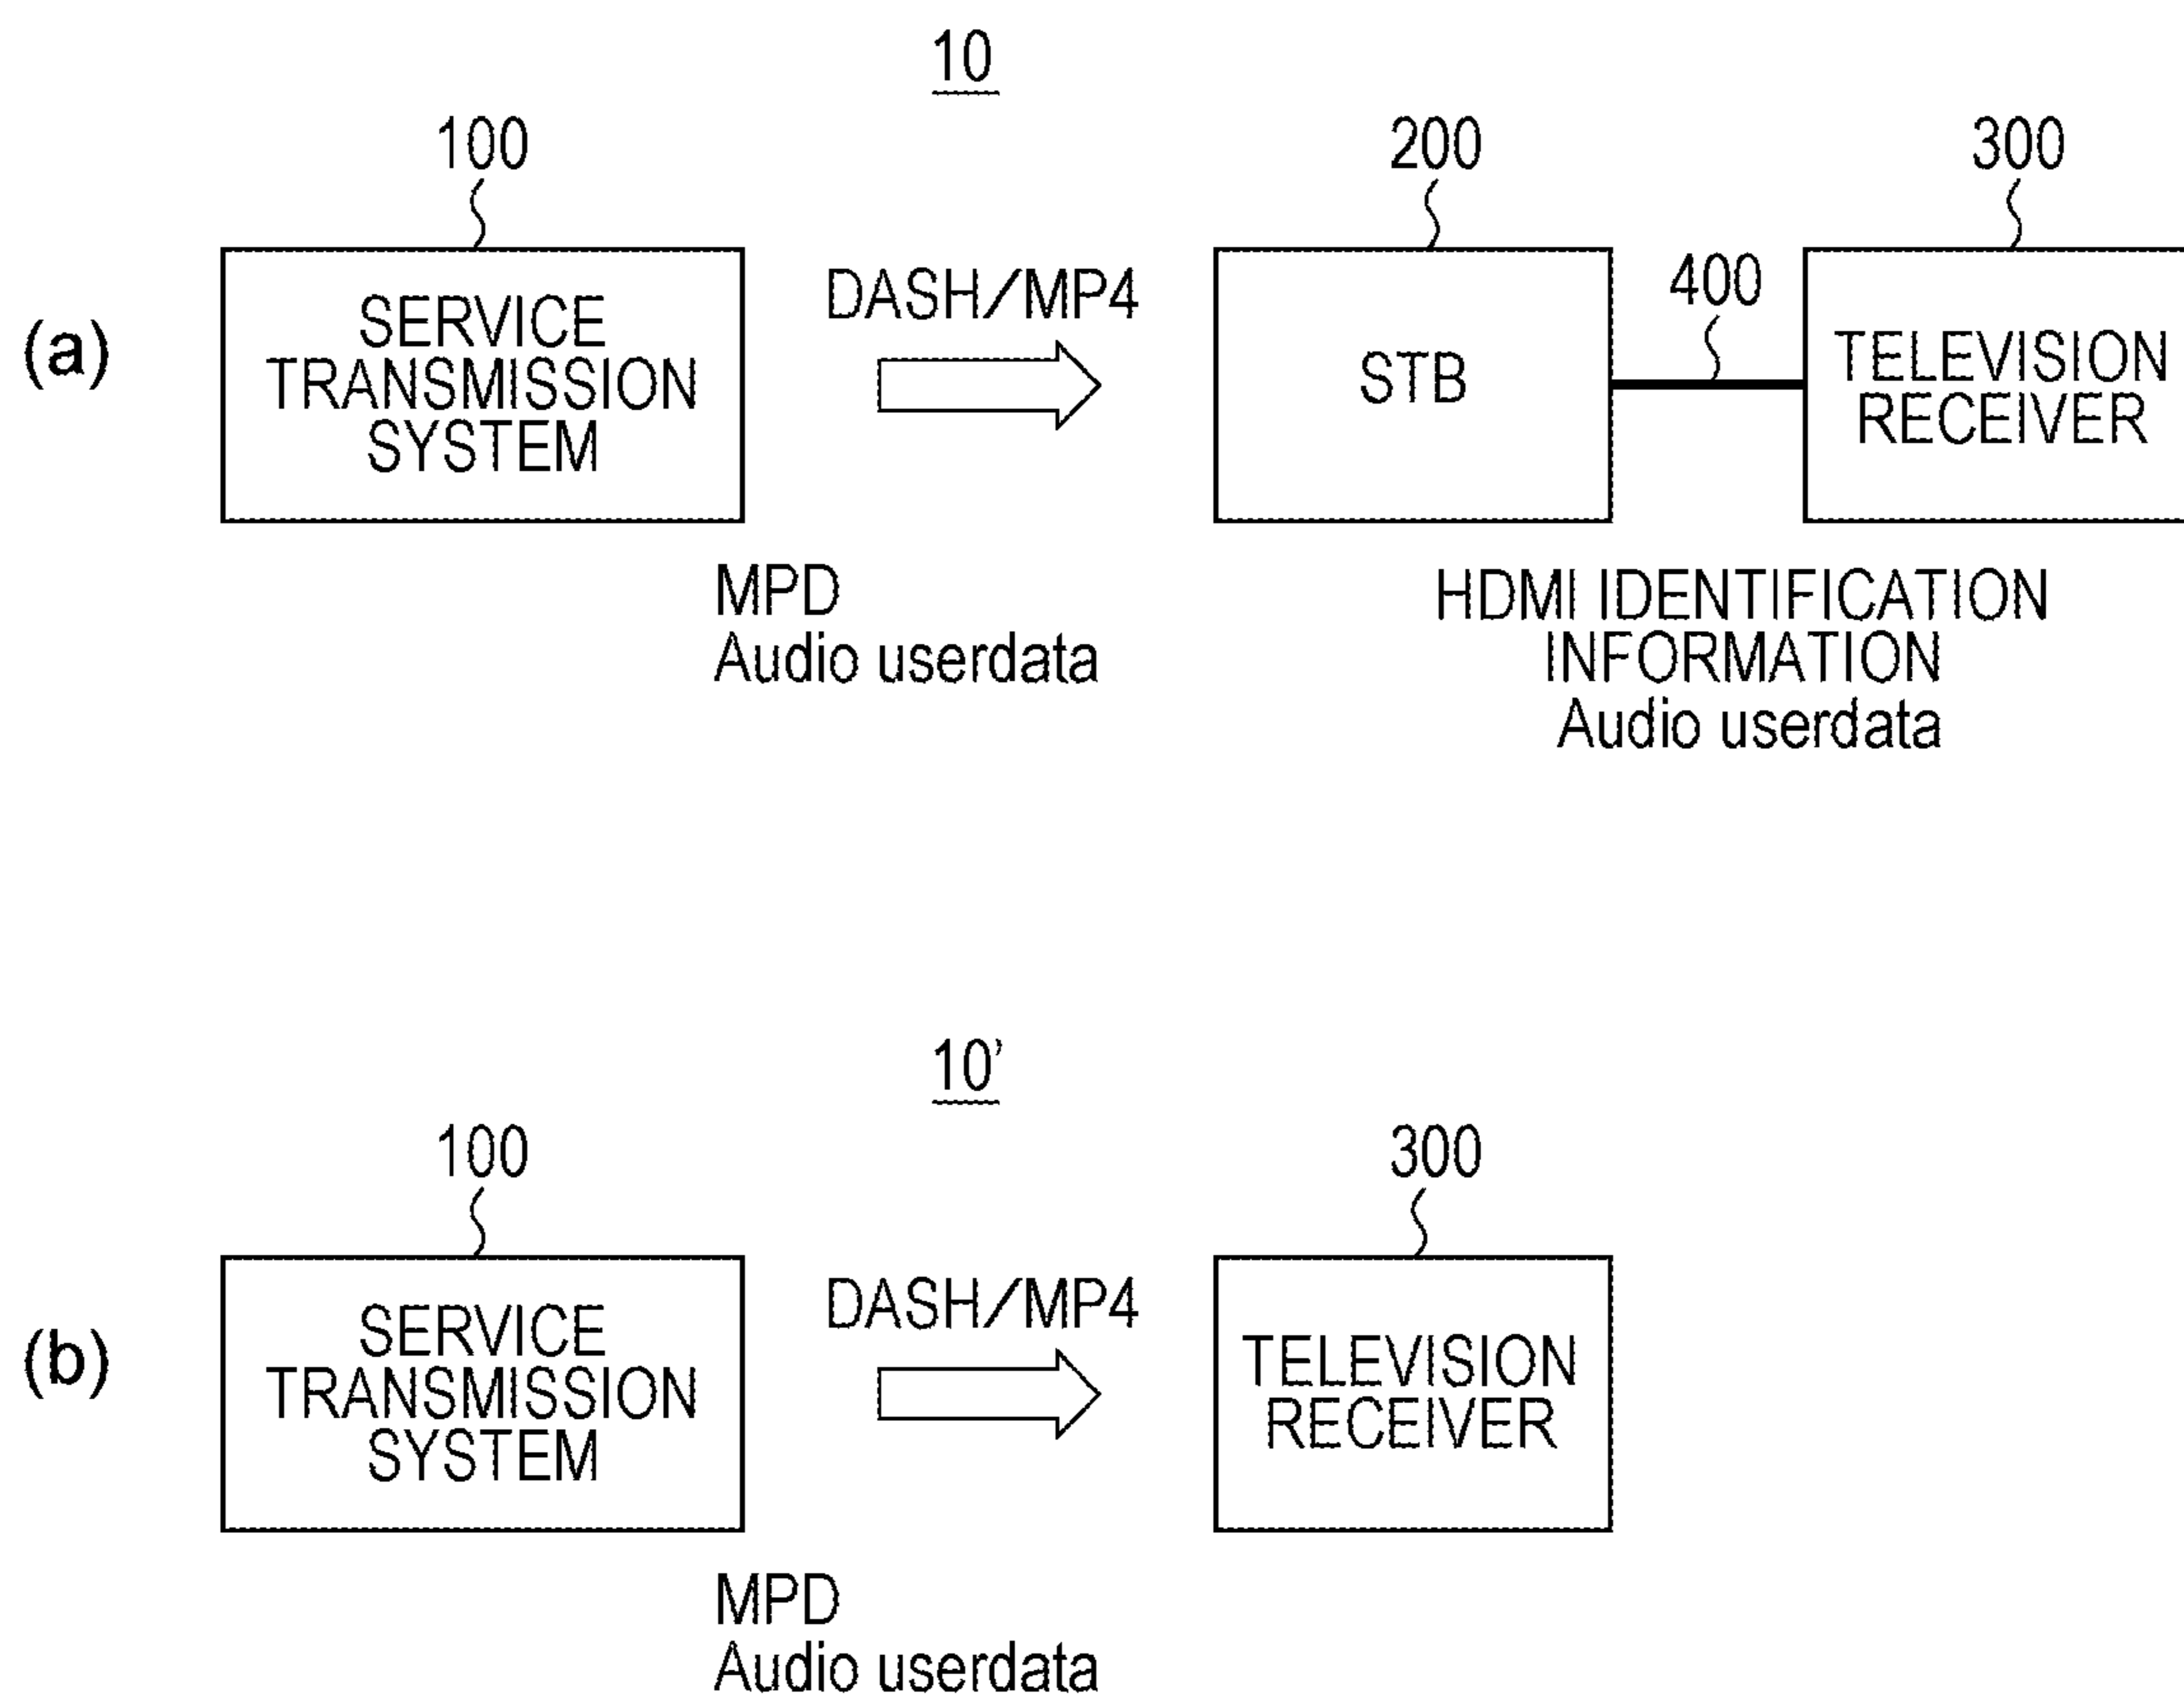 10
100
200
300
(a)
SERVICE
TRANSMISSION
SYSTEM
DASH/MP4
STB
400
TELEVISION
RECEIVER
MPD
Audio userdata
HDMI IDENTIFICATION
INFORMATION
Audio userdata
10'
100
300
(b)
SERVICE
TRANSMISSION
SYSTEM
DASH/MP4
TELEVISION
RECEIVER
MPD
Audio userdata